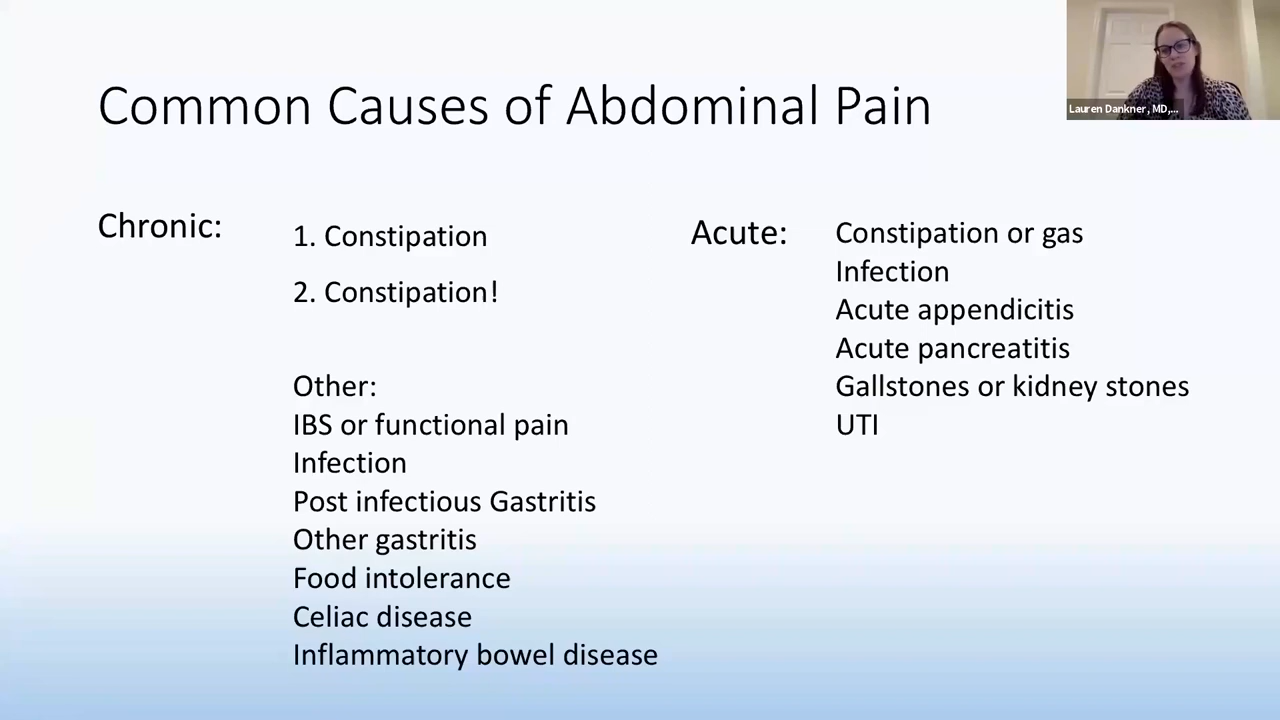 Common Causes of Abdominal Pain
Lauren Dankner, MD,...
Chronic:
1. Constipation
2. Constipation!
Other:
IBS or functional pain
Infection
Post infectious Gastritis
Other gastritis
Food intolerance
Celiac disease
Inflammatory bowel disease
Acute:
Constipation or gas
Infection
Acute appendicitis
Acute pancreatitis
Gallstones or kidney stones
UTI